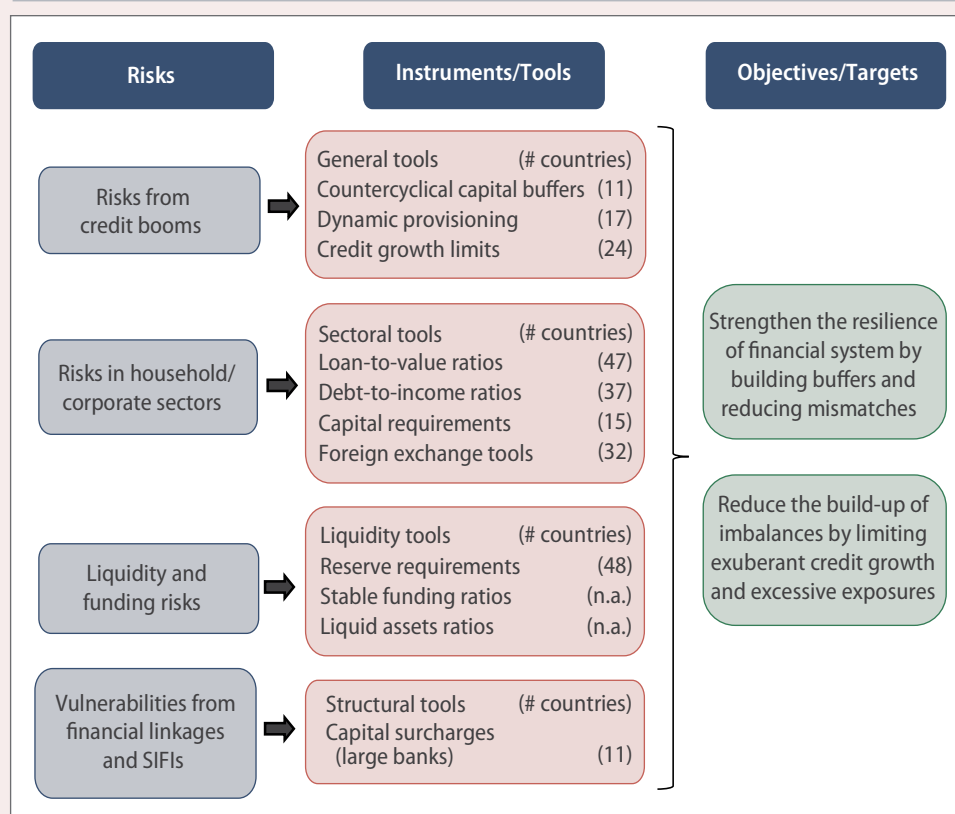 Risks
Instruments/Tools
Objectives/Targets
Risks from
credit booms
General tools (# countries)
Countercyclical capital buffers (11)
Dynamic provisioning (17)
Credit growth limits (24)
Risks in household/
corporate sectors
Sectoral tools (# countries)
Loan-to-value ratios (47)
Debt-to-income ratios (37)
Capital requirements (15)
Foreign exchange tools (32)
Liquidity and
funding risks
Liquidity tools (# countries)
Reserve requirements (48)
Stable funding ratios (n.a.)
Liquid assets ratios (n.a.)
Vulnerabilities from
financial linkages
and SIFIs
Structural tools (# countries)
Capital surcharges
(large banks) (11)
Strengthen the resilience
of financial system by
building buffers and
reducing mismatches
Reduce the build-up of
imbalances by limiting
exuberant credit growth
and excessive exposures